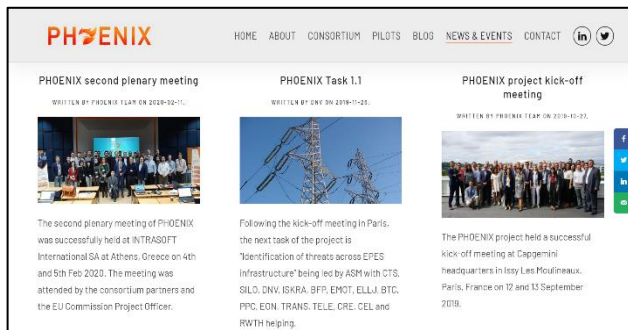 PHOENIX
HOME ABOUT CONSORTIUM PILOTS BLOG NEWS & EVENTS CONTACT
PHOENIX second plenary meeting
WRITTEN BY PHOENIX TEAM ON 2020-02-11.
The second plenary meeting of PHOENIX
was successfully held at INTRASOFT
International SA at Athens, Greece on 4th
and 5th Feb 2020. The meeting was
attended by the consortium partners and
the EU Commission Project Officer.
PHOENIX Task 1.1
WRITTEN BY DNV ON 2019-11-26.
Following the kick-off meeting in Paris,
the next task of the project is
"Identification of threats across EPES
infrastructure" being led by ASM with CTS,
SILO, DNV, ISKRA, BFP, EMOT, ELLJ, BTC,
PPC, EON, TRANS, TELE, CRE, CEL and
RWTH helping.
PHOENIX project kick-off
meeting
WRITTEN BY PHOENIX TEAM ON 2019-10-27.
The PHOENIX project held a successful
kick-off meeting at Capgemini
headquarters in Issy Les Moulineaux,
Paris, France on 12 and 13 September
2019.